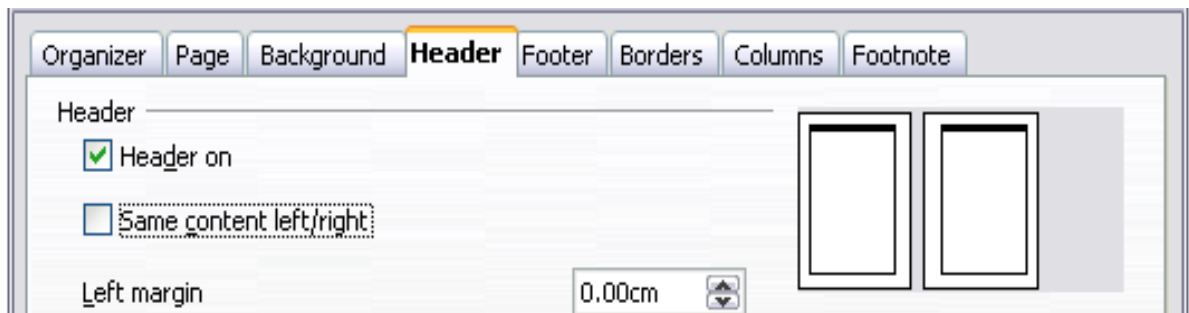 Organizer Page Background Header Footer Borders Columns Footnote
Header
Header on
Same content left/right
Left margin 0.00cm